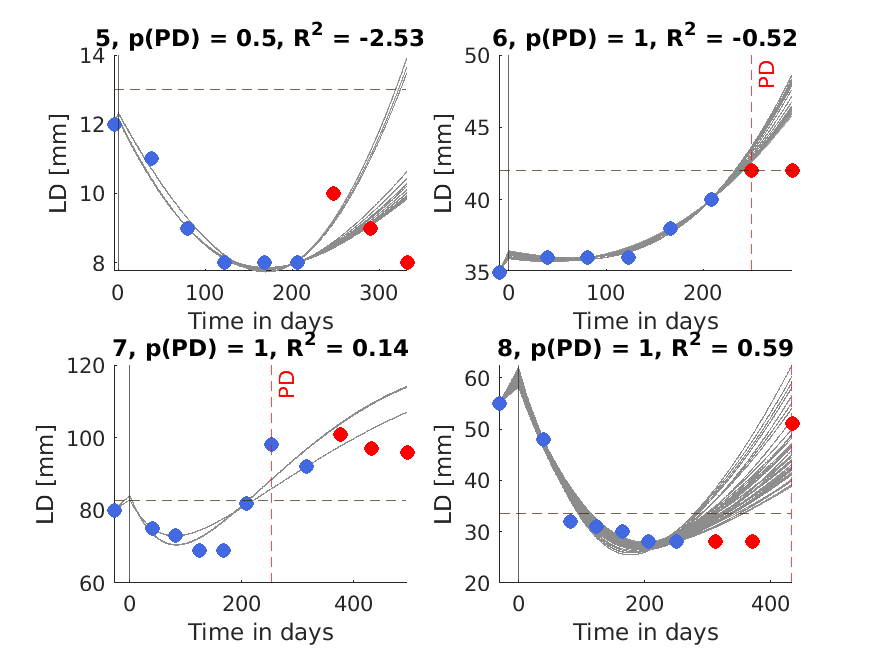 5, p(PD) = 0.5, R² = -2.53
14
12
10
8
LD [mm]
0 100 200 300
Time in days
6, p(PD) = 1, R² = -0.52
50
45
40
35
LD [mm]
PD
0 100 200
Time in days
7, p(PD) = 1, R² = 0.14
120
100
80
60
LD [mm]
PD
0 200 400
Time in days
8, p(PD) = 1, R² = 0.59
60
50
40
30
20
LD [mm]
0 200 400
Time in days